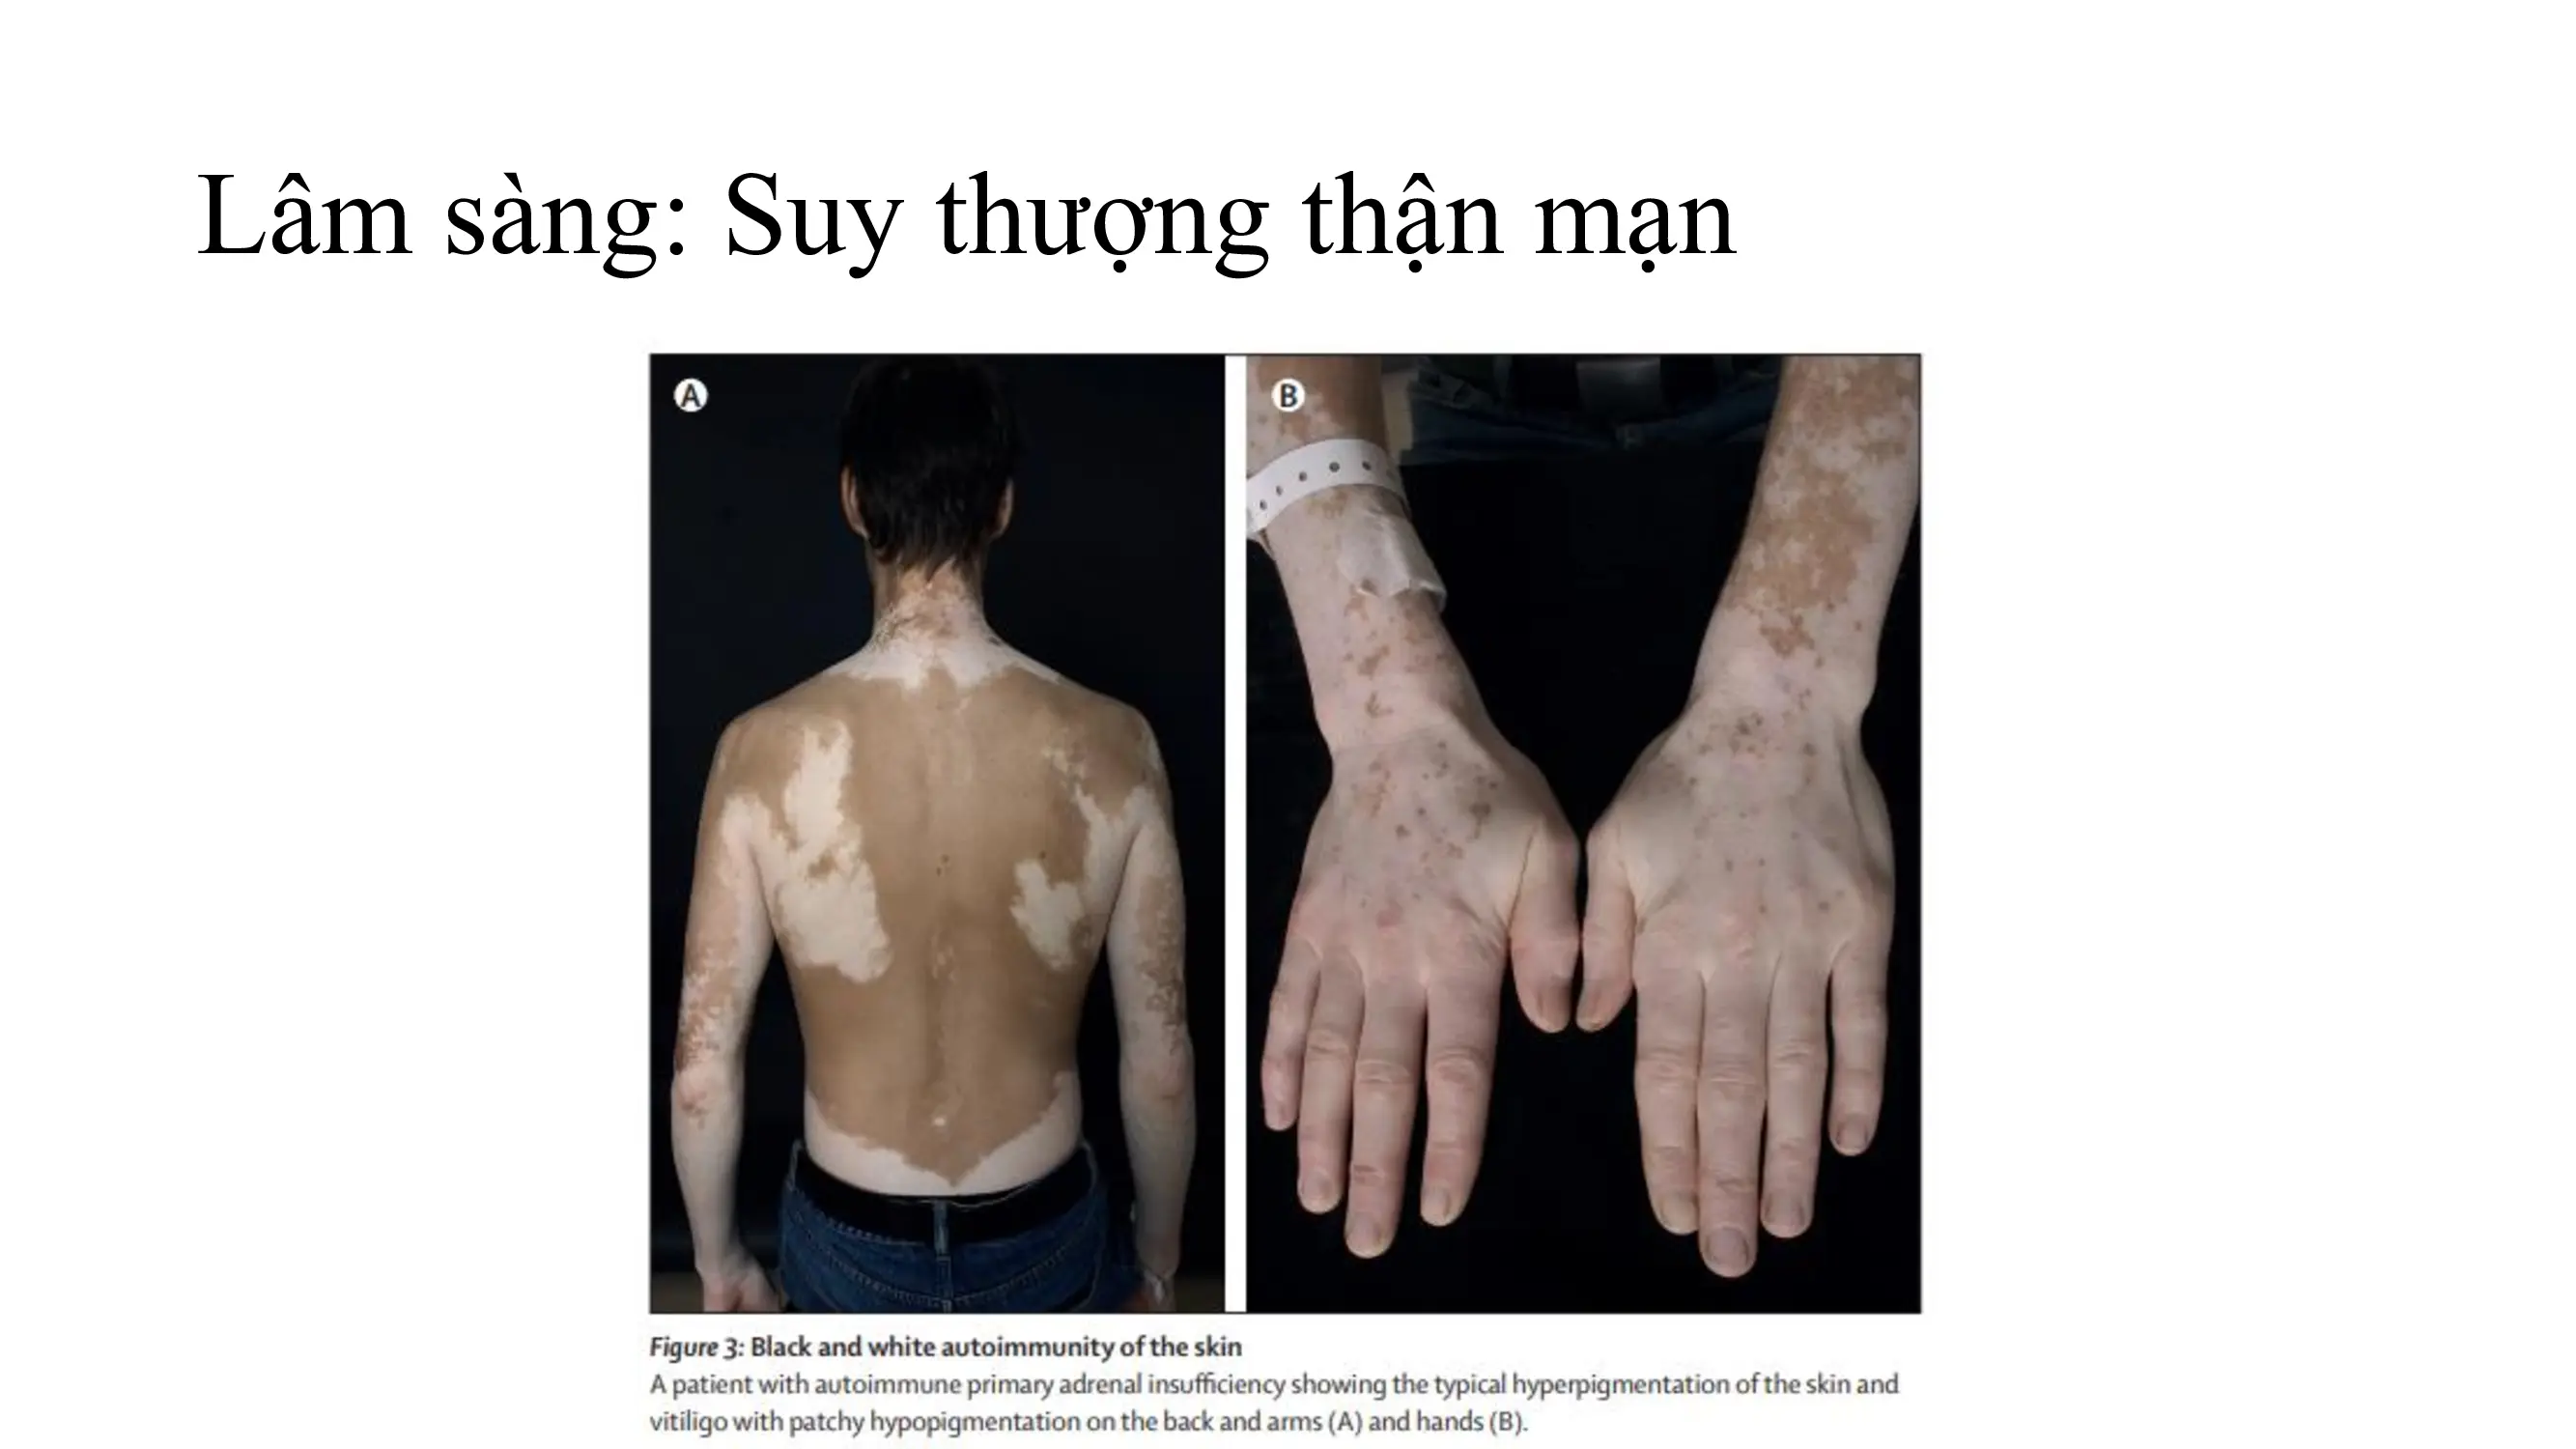 Lâm sàng: Suy thượng thận mạn
A
B
Figure 3: Black and white autoimmunity of the skin
A patient with autoimmune primary adrenal insufficiency showing the typical hyperpigmentation of the skin and
vitiligo with patchy hypopigmentation on the back and arms (A) and hands (B).